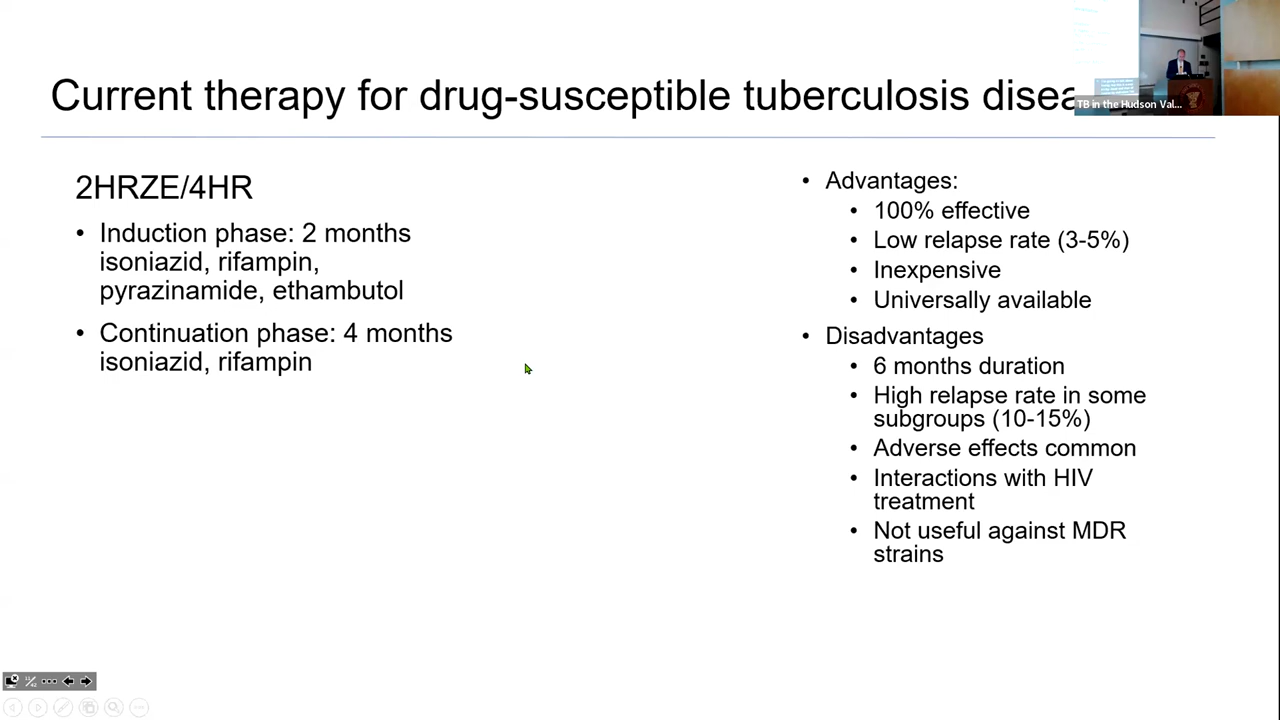 Current therapy for drug-susceptible tuberculosis disea
TB in the Hudson Val...
2HRZE/4HR
• Induction phase: 2 months
isoniazid, rifampin,
pyrazinamide, ethambutol
• Continuation phase: 4 months
isoniazid, rifampin
• Advantages:
• 100% effective
• Low relapse rate (3-5%)
• Inexpensive
• Universally available
• Disadvantages
• 6 months duration
• High relapse rate in some
subgroups (10-15%)
• Adverse effects common
• Interactions with HIV
treatment
• Not useful against MDR
strains